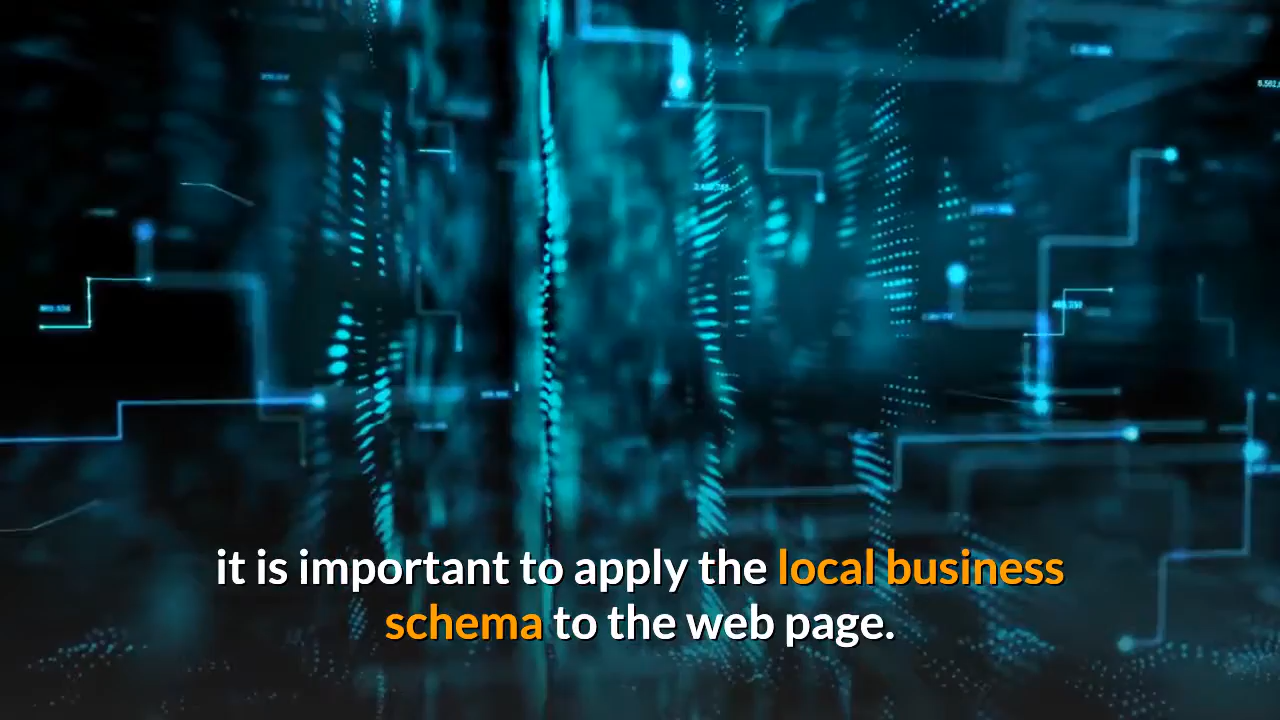 it is important to apply the local business
schema to the web page.